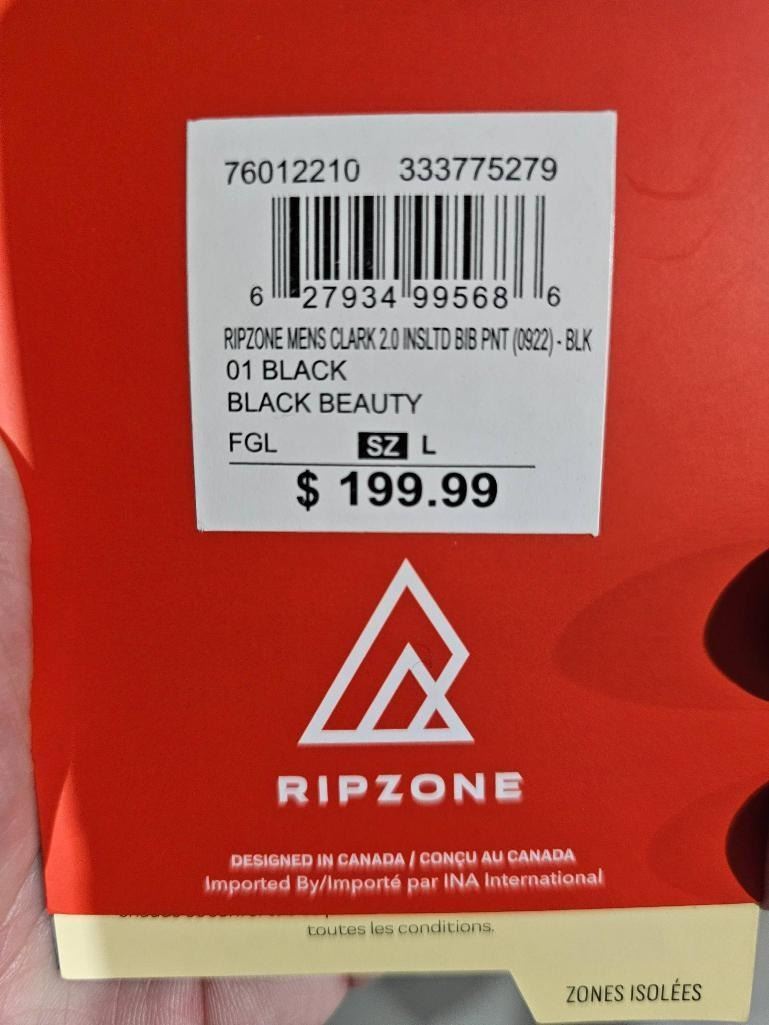 76012210 333775279
6 27934 99568 6
RIPZONE MENS CLARK 2.0 INSLTD BIB PNT (0922) - BLK
01 BLACK
BLACK BEAUTY
FGL SZ L
$ 199.99
RIPZONE
DESIGNED IN CANADA / CONÇU AU CANADA
Imported By/Importé par INA International
toutes les conditions.
ZONES ISOLÉES